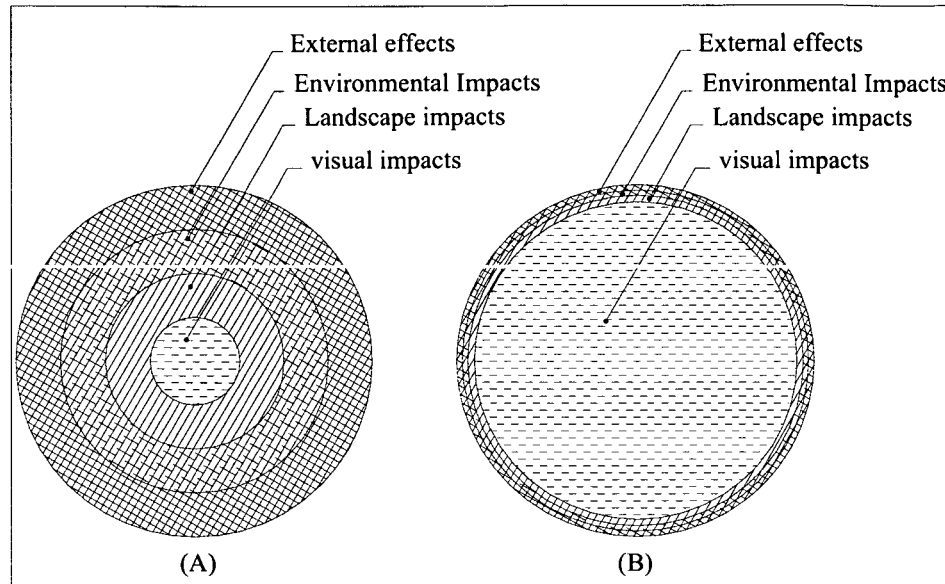 External effects
Environmental Impacts
Landscape impacts
visual impacts
(A)
External effects
Environmental Impacts
Landscape impacts
visual impacts
(B)